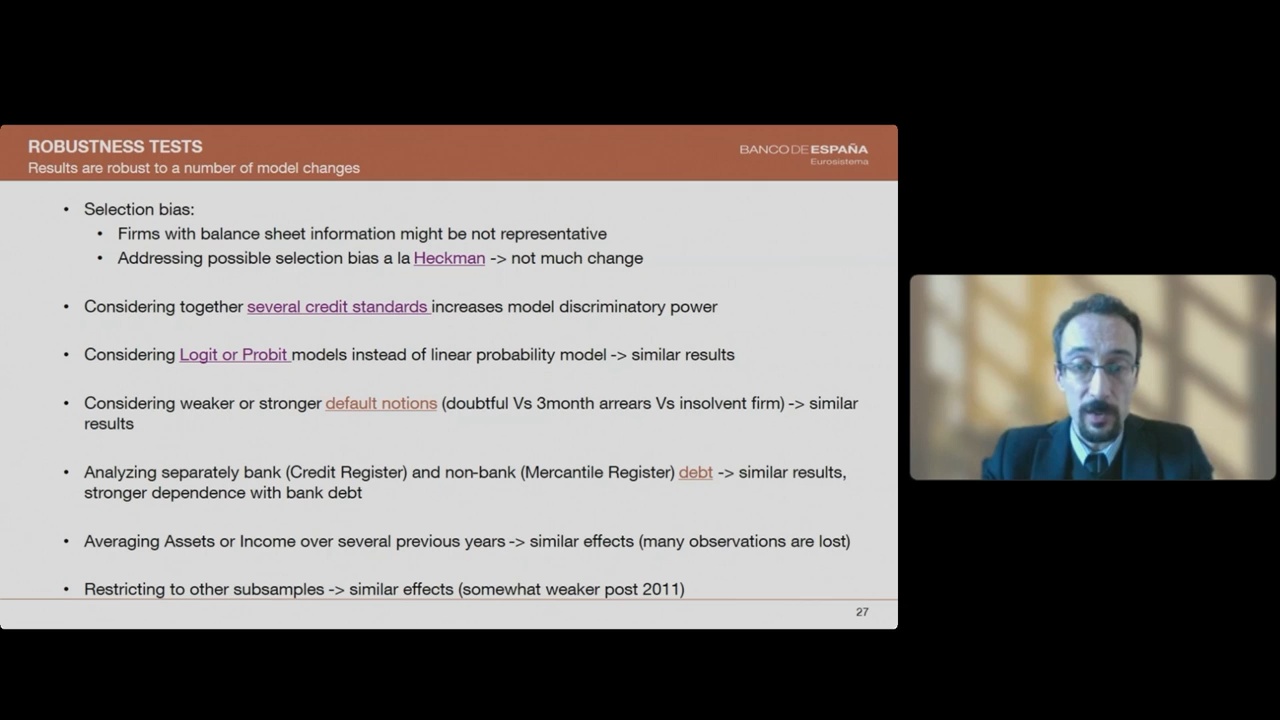 ROBUSTNESS TESTS
Results are robust to a number of model changes
BANCO DE ESPAÑA
Eurosistema
• Selection bias:
• Firms with balance sheet information might be not representative
• Addressing possible selection bias a la Heckman -> not much change
• Considering together several credit standards increases model discriminatory power
• Considering Logit or Probit models instead of linear probability model -> similar results
• Considering weaker or stronger default notions (doubtful Vs 3month arrears Vs insolvent firm) -> similar
results
• Analyzing separately bank (Credit Register) and non-bank (Mercantile Register) debt -> similar results,
stronger dependence with bank debt
• Averaging Assets or Income over several previous years -> similar effects (many observations are lost)
• Restricting to other subsamples -> similar effects (somewhat weaker post 2011)
27